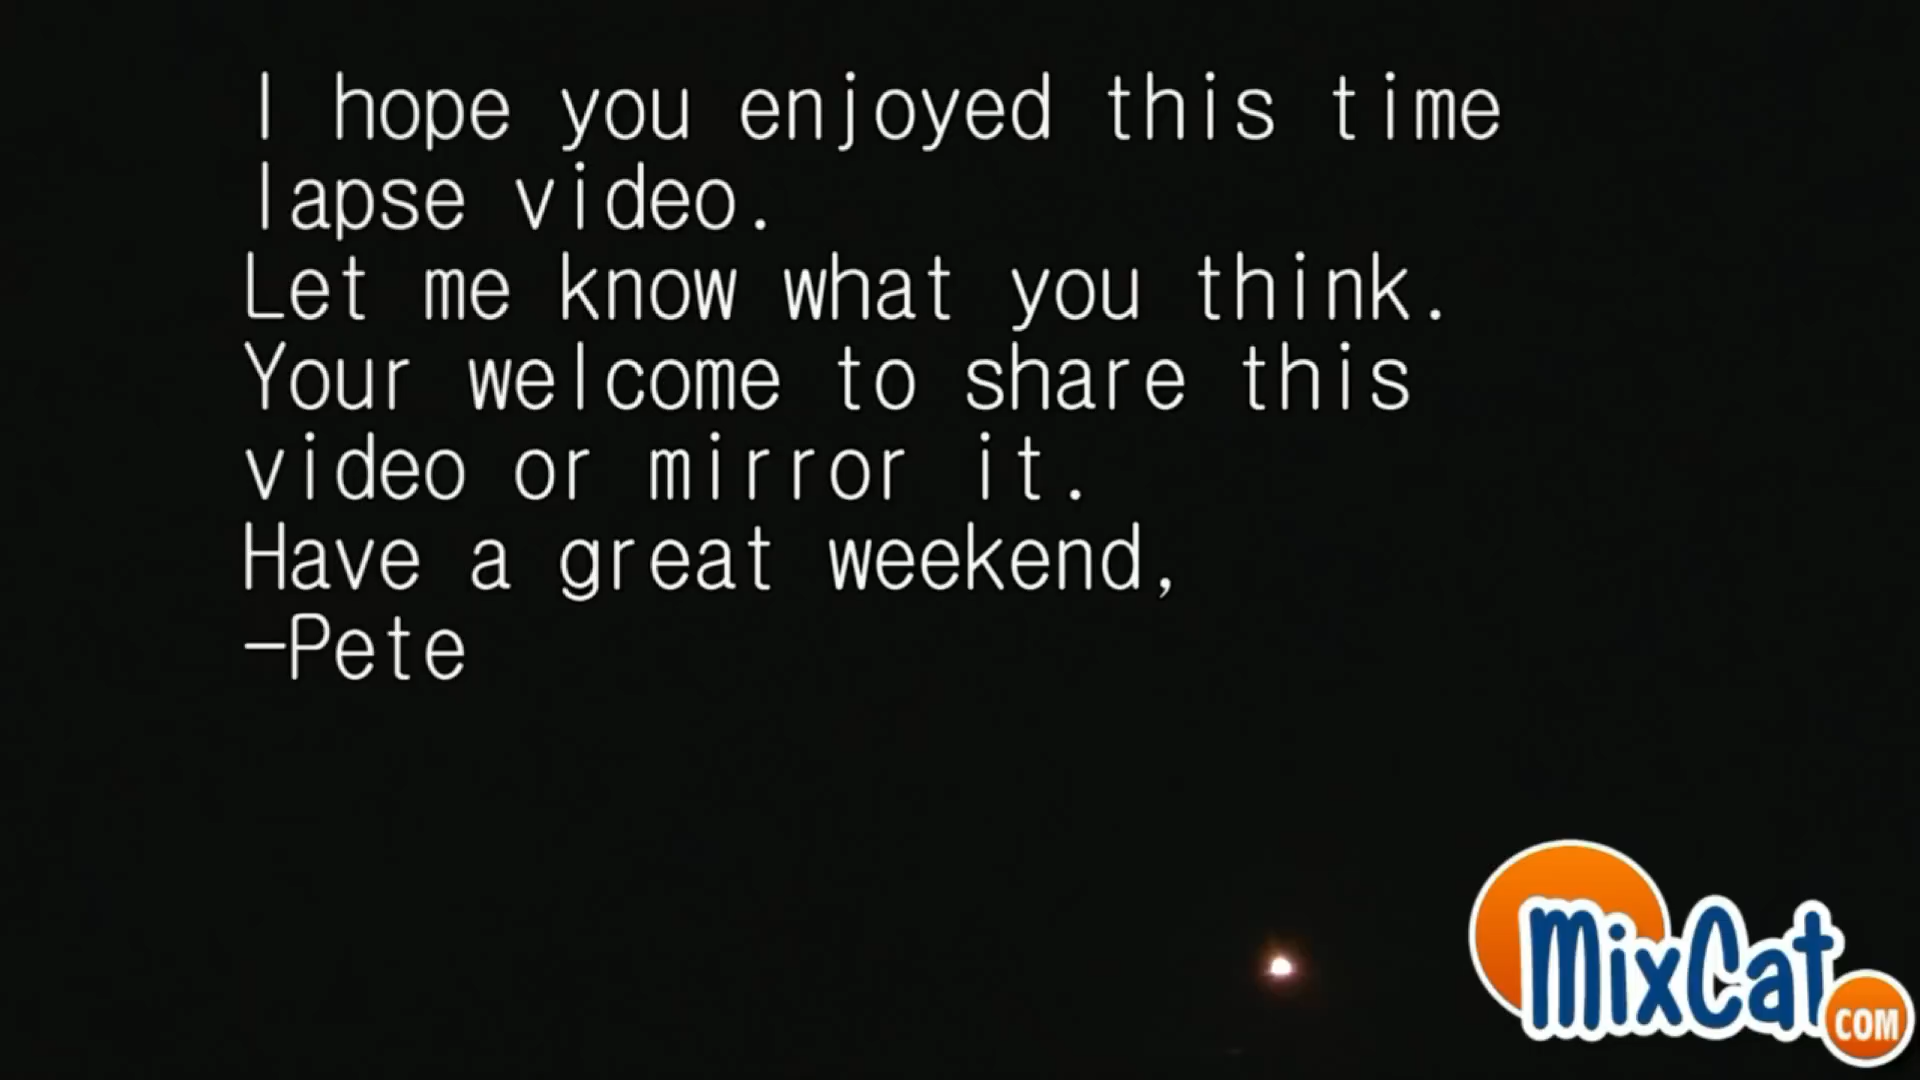 I hope you enjoyed this time
lapse video.
Let me know what you think.
Your welcome to share this
video or mirror it.
Have a great weekend,
-Pete
MixCat
COM